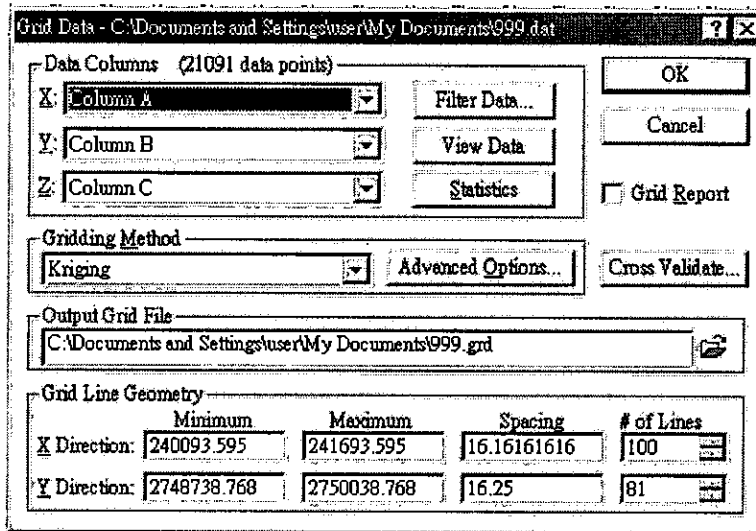 Grid Data - C:\Documents and Settings\user\My Documents\999.dat
Data Columns (21091 data points)
X: Column A
Filter Data...
OK
Y: Column B
View Data
Cancel
Z: Column C
Statistics
Grid Report
Gridding Method
Kriging
Advanced Options...
Cross Validate...
Output Grid File
C:\Documents and Settings\user\My Documents\999.grd
Grid Line Geometry
Minimum Maximum Spacing # of Lines
X Direction: 240093.595 241693.595 16.16161616 100
Y Direction: 2748738.768 2750038.768 16.25 81